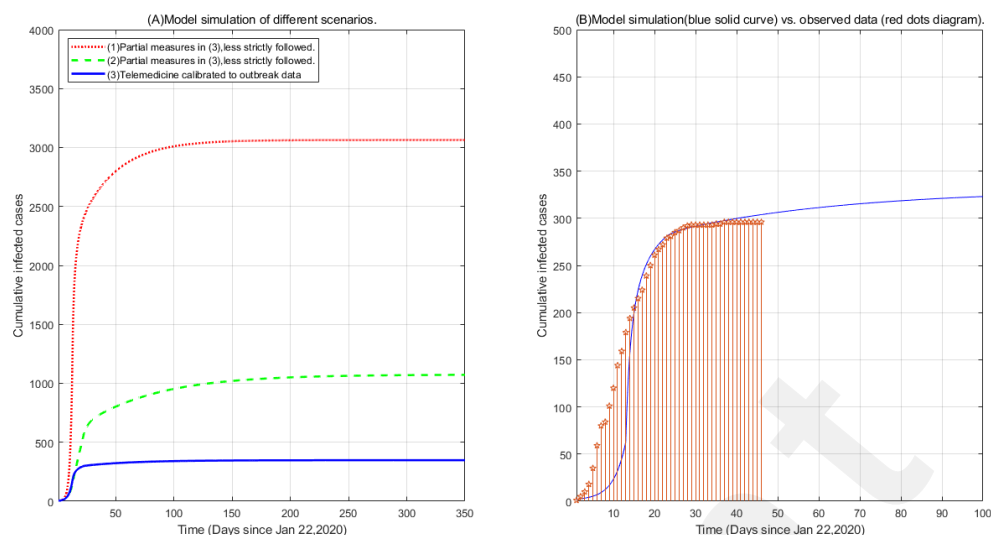 (A)Model simulation of different scenarios.
4000
3500
3000
2500
2000
1500
1000
500
0
Cumulative infected cases
(1)Partial measures in (3),less strictly followed.
(2)Partial measures in (3),less strictly followed.
(3)Telemedicine calibrated to outbreak data
50 100 150 200 250 300 350
Time (Days since Jan 22,2020)
(B)Model simulation(blue solid curve) vs. observed data (red dots diagram).
500
450
400
350
300
250
200
150
100
50
0
Cumulative infected cases
10 20 30 40 50 60 70 80 90 100
Time (Days since Jan 22,2020)